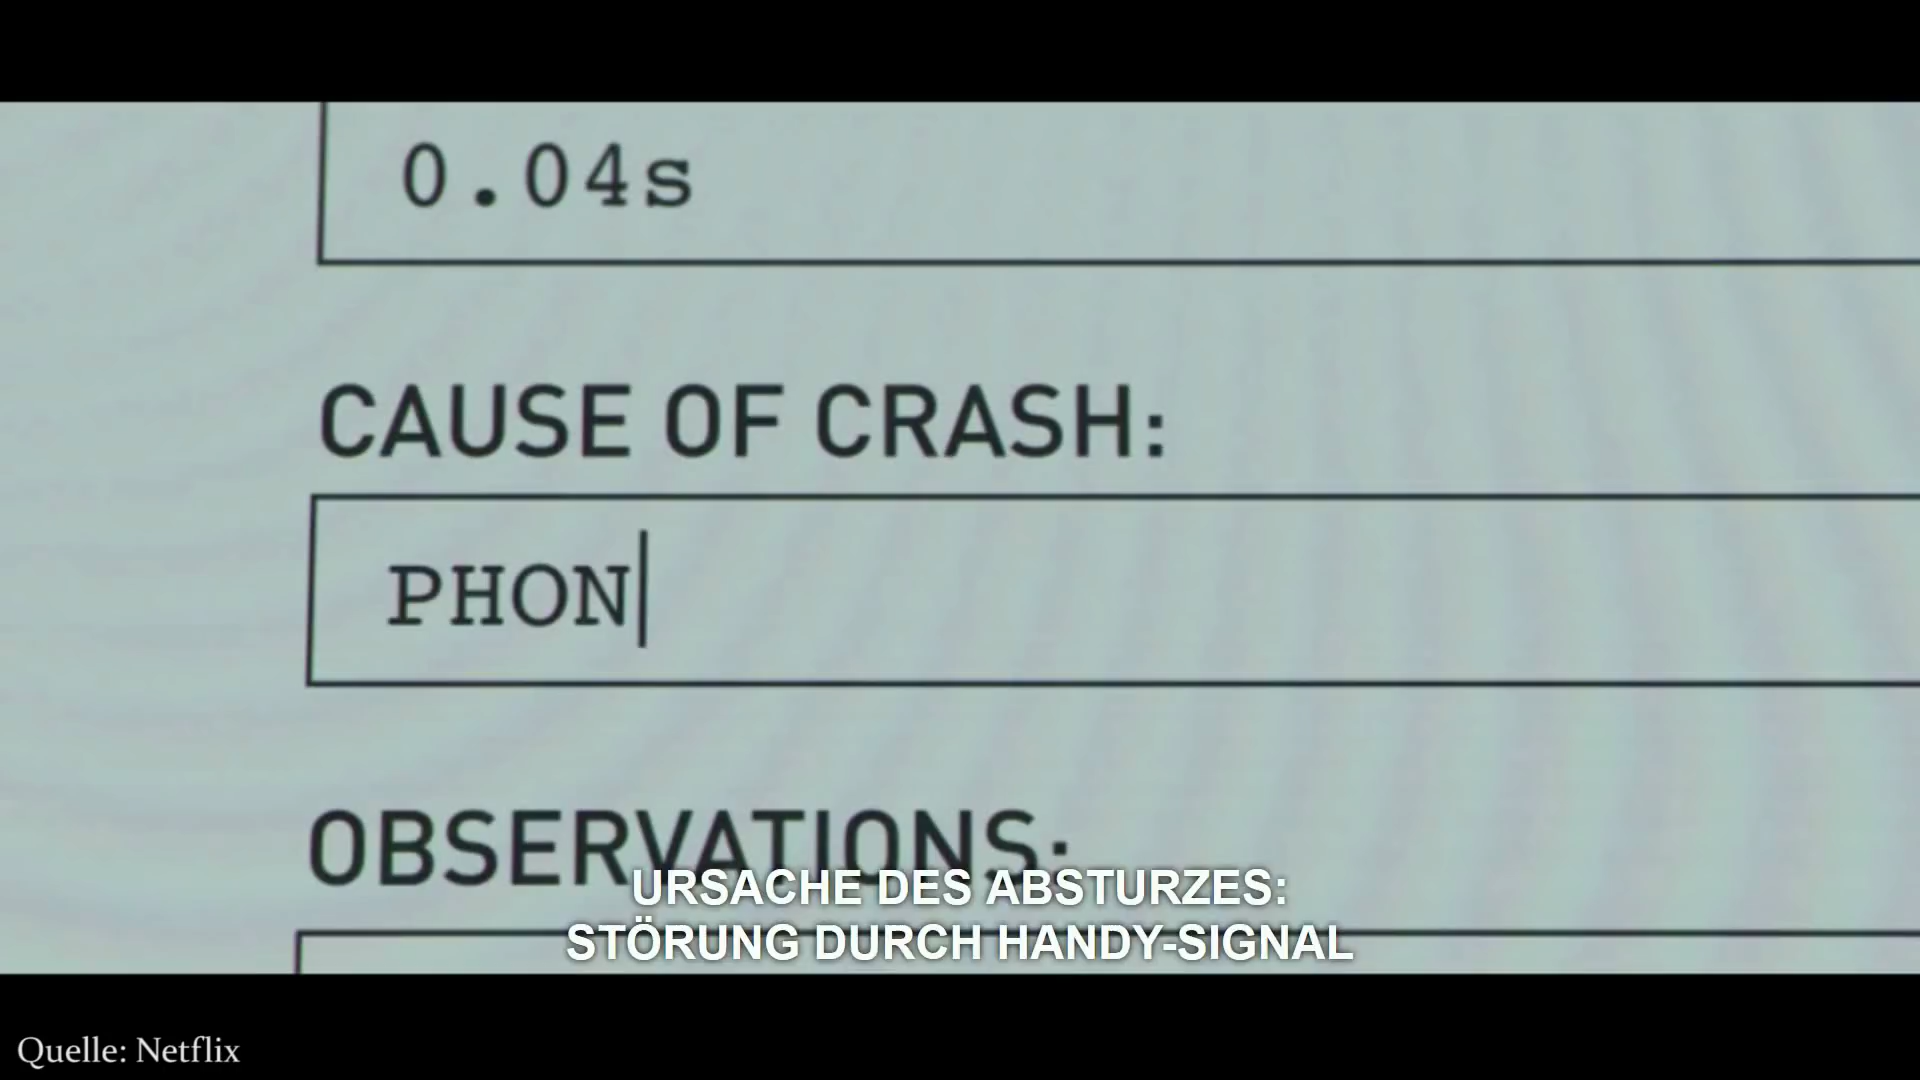 0.04s
CAUSE OF CRASH:
PHON
OBSERVATIONS:
URSACHE DES ABSTURZES:
STÖRUNG DURCH HANDY-SIGNAL
Quelle: Netflix